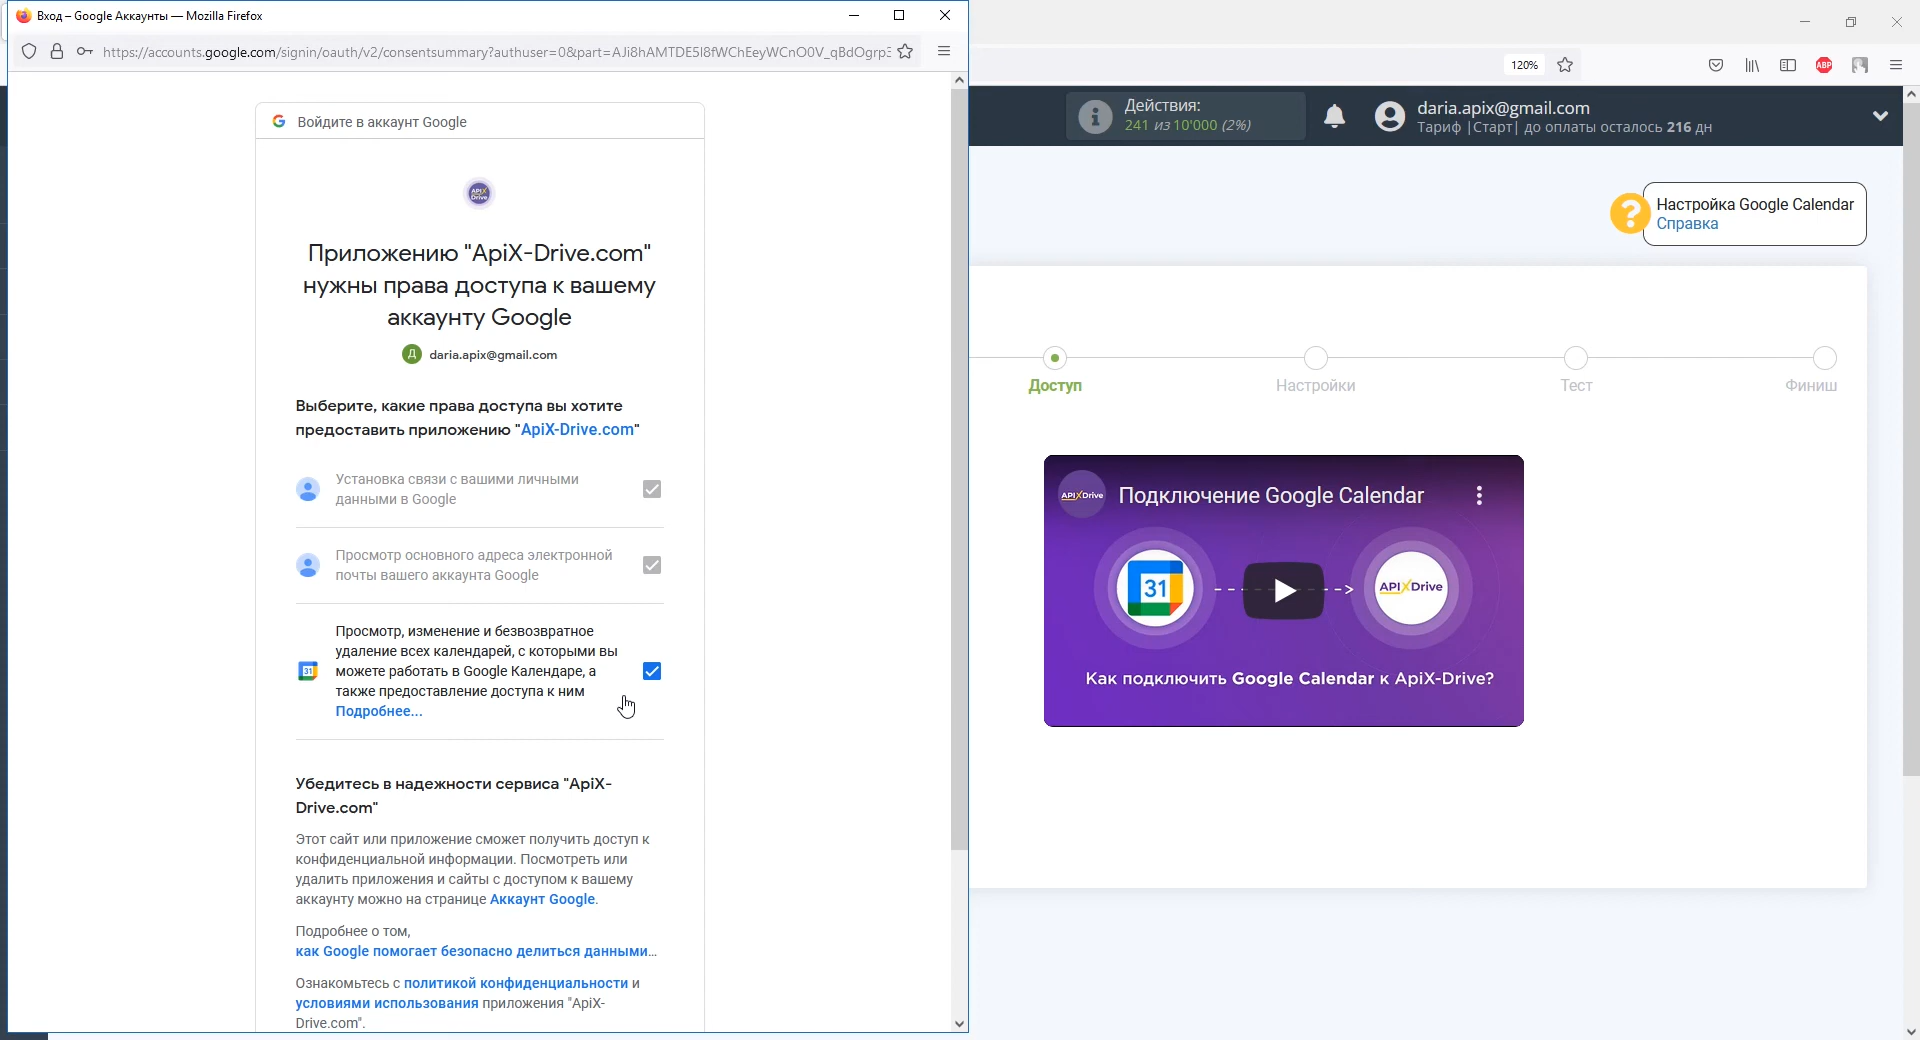 Вход – Google Аккаунты — Mozilla Firefox
https://accounts.google.com/signin/oauth/v2/consentsummary?authuser=0&part=AJi8hAMTDE5I8fWChEeyWCnO0V_qBdOgrp3
Войдите в аккаунт Google
APIX Drive
Приложению "ApiX-Drive.com"
нужны права доступа к вашему
аккаунту Google
Д daria.apix@gmail.com
Выберите, какие права доступа вы хотите
предоставить приложению "ApiX-Drive.com"
Установка связи с вашими личными
данными в Google
Просмотр основного адреса электронной
почты вашего аккаунта Google
Просмотр, изменение и безвозвратное
удаление всех календарей, с которыми вы
можете работать в Google Календаре, а
также предоставление доступа к ним
Подробнее...
31
Убедитесь в надежности сервиса "ApiX-
Drive.com"
Этот сайт или приложение сможет получить доступ к
конфиденциальной информации. Посмотреть или
удалить приложения и сайты с доступом к вашему
аккаунту можно на странице Аккаунт Google.
Подробнее о том,
как Google помогает безопасно делиться данными...
Ознакомьтесь с политикой конфиденциальности и
условиями использования приложения "ApiX-
Drive.com".
120%
ABP
Действия:
241 из 10'000 (2%)
daria.apix@gmail.com
Тариф |Старт| до оплаты осталось 216 дн
Настройка Google Calendar
Справка
Доступ
Настройки
Тест
Финиш
APIXDrive
Подключение Google Calendar
31
APIXDrive
Как подключить Google Calendar к ApiX-Drive?